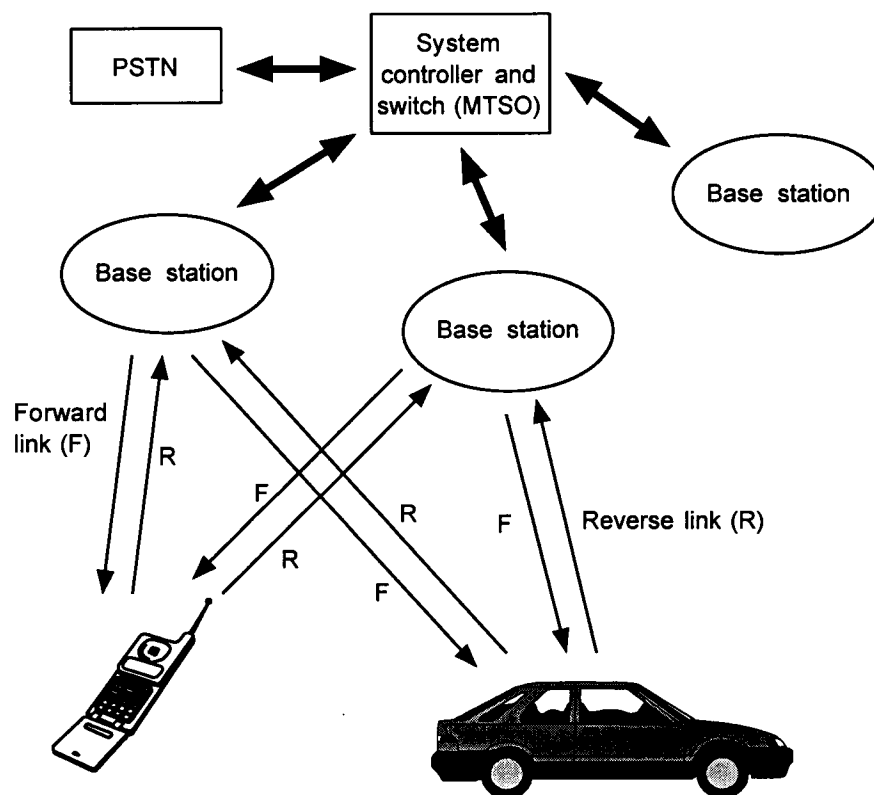 PSTN
System
controller and
switch (MTSO)
Base station
Base station
Base station
Forward
link (F)
R
F
R
R
F
F
Reverse link (R)